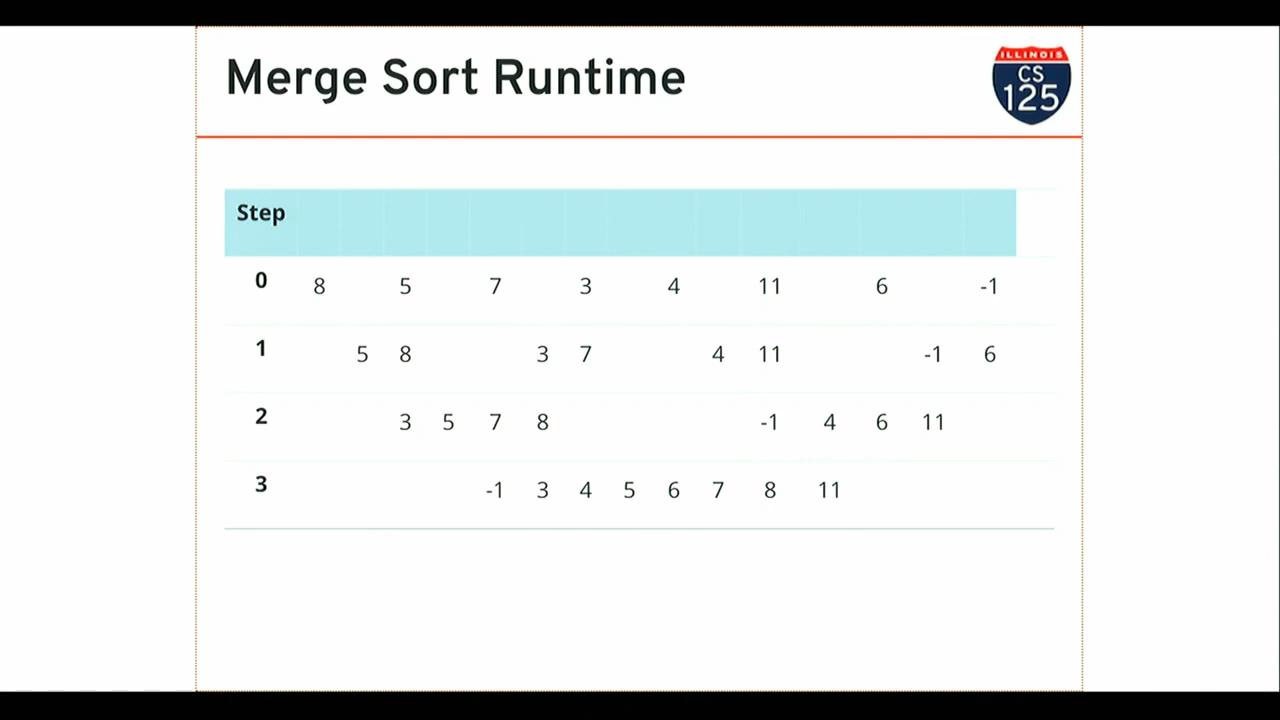 Merge Sort Runtime
ILLINOIS
CS
125
Step
0 8 5 7 3 4 11 6 -1
1 5 8 3 7 4 11 -1 6
2 3 5 7 8 -1 4 6 11
3 -1 3 4 5 6 7 8 11